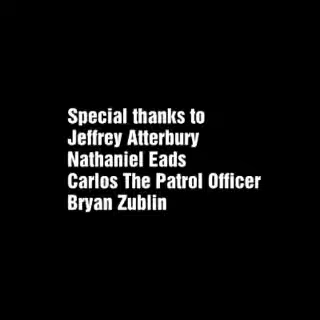 Special thanks to
Jeffrey Atterbury
Nathaniel Eads
Carlos The Patrol Officer
Bryan Zublin